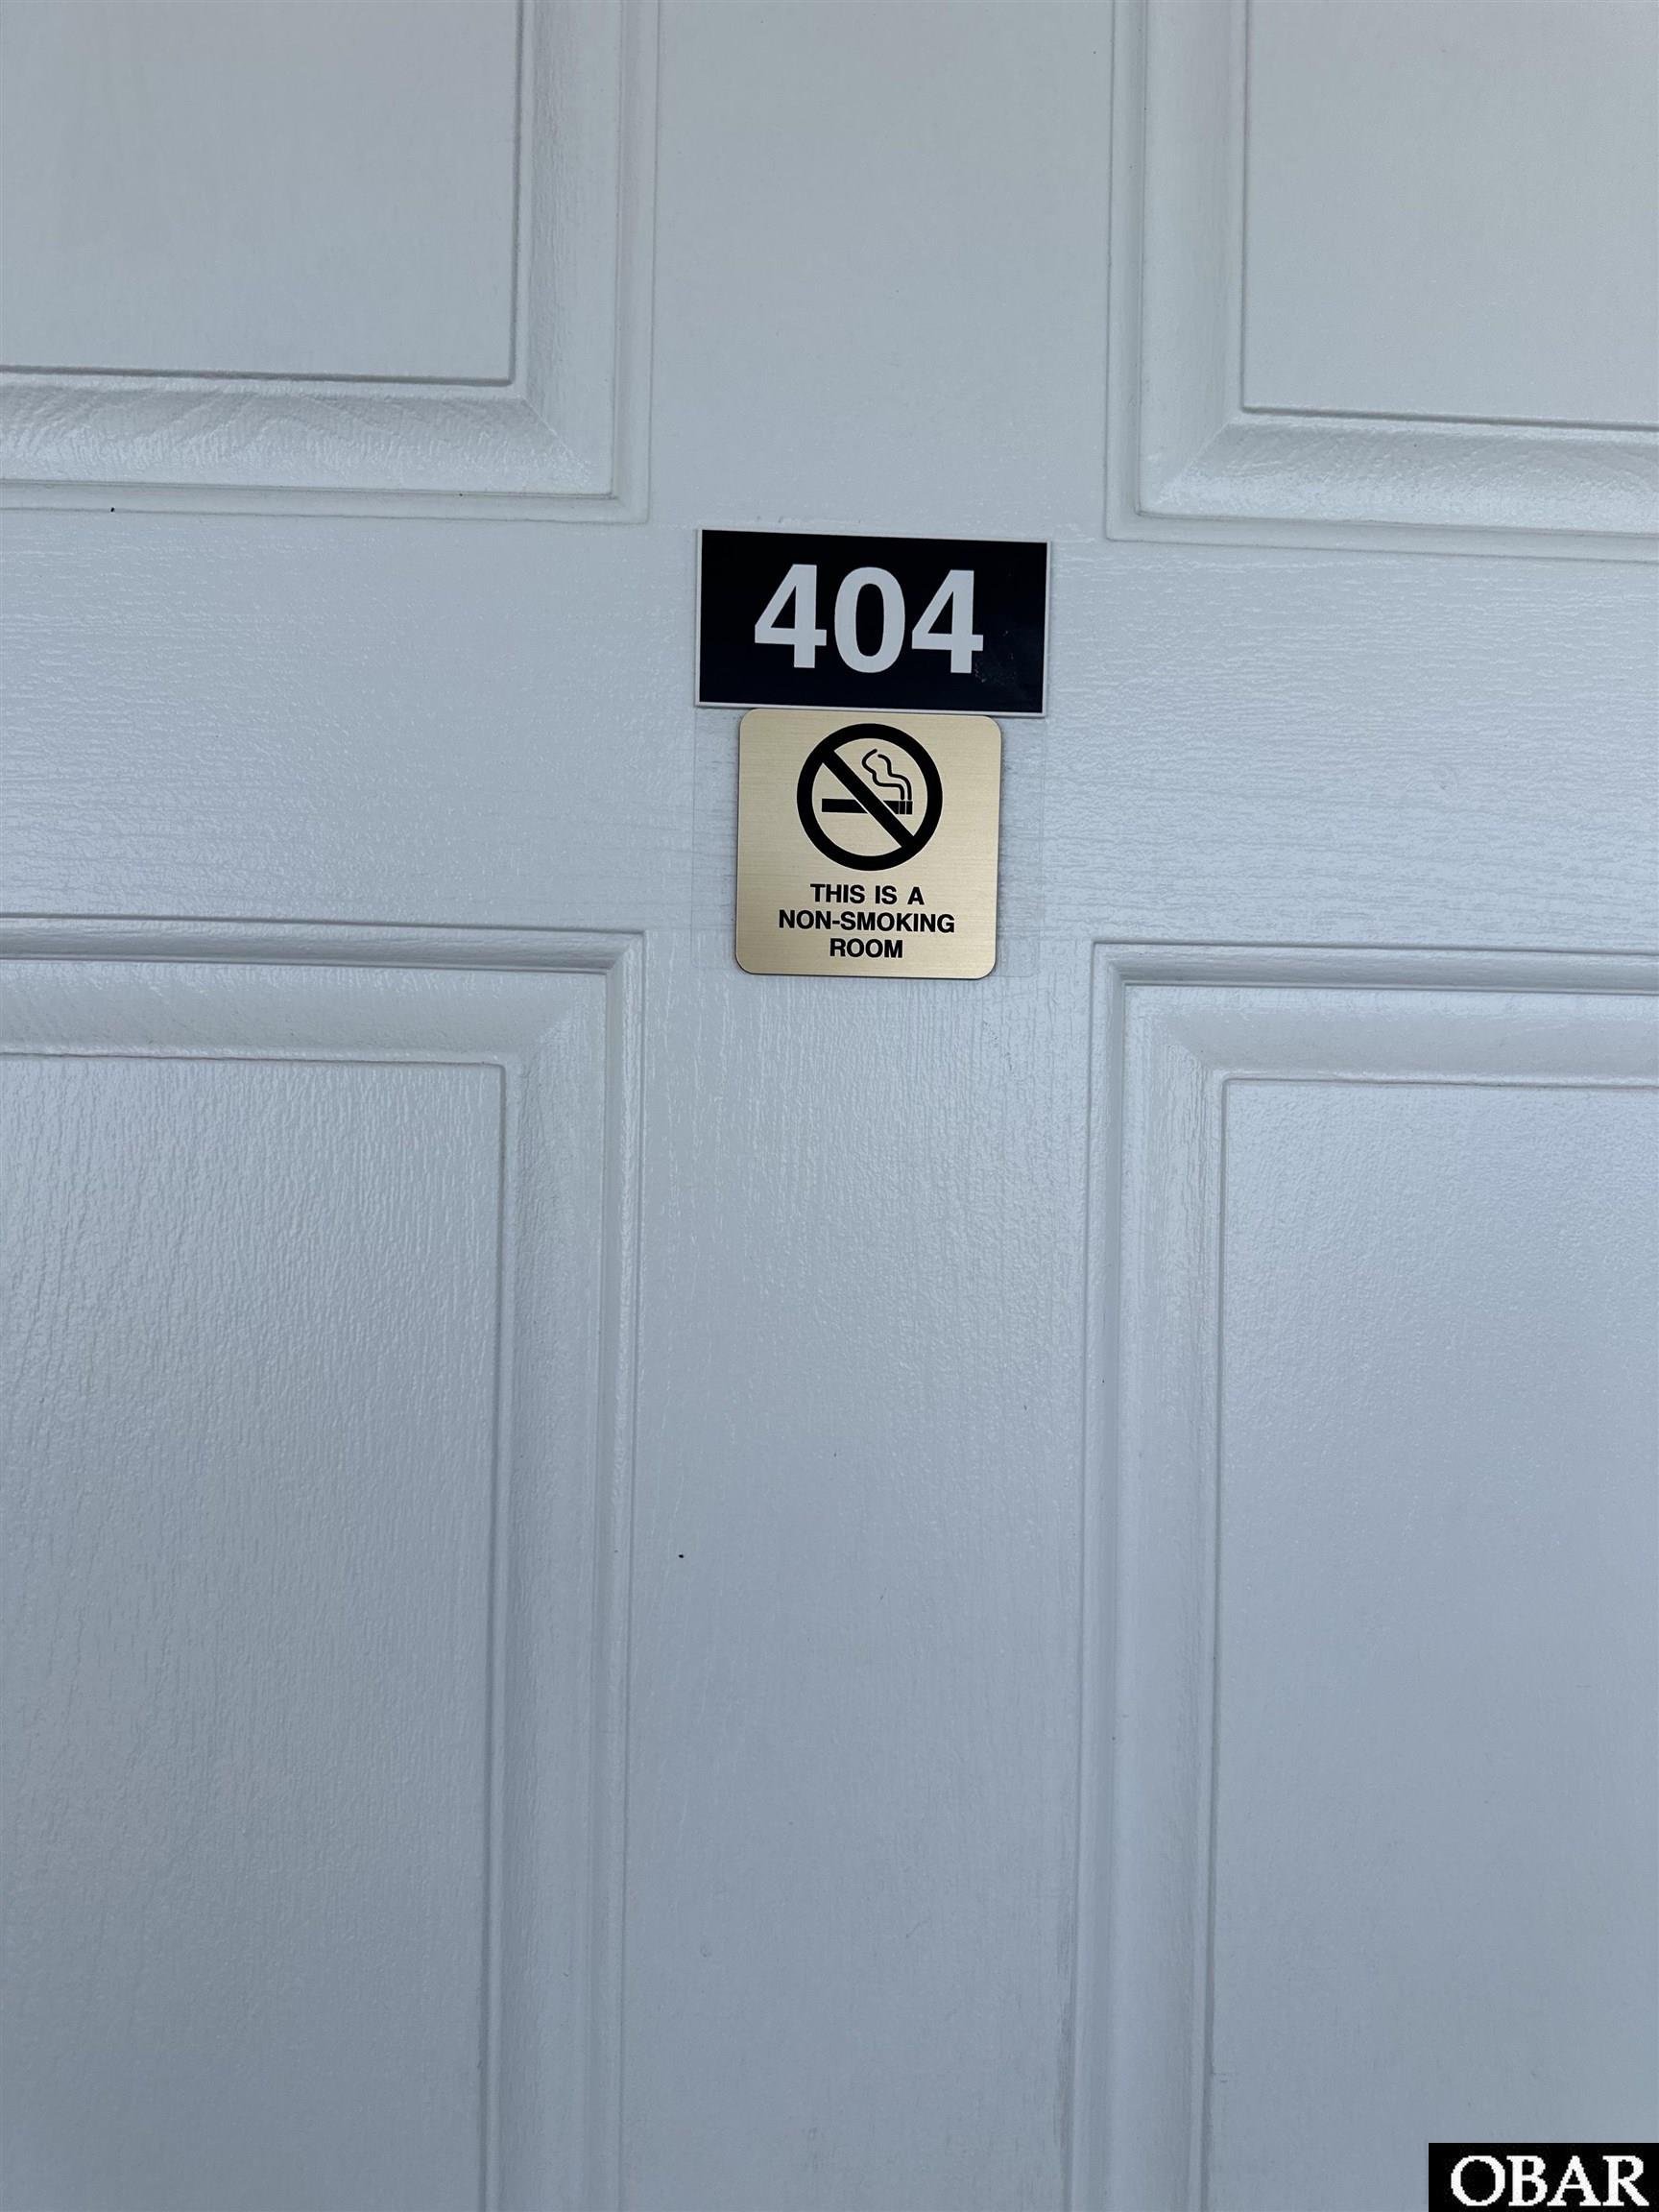 404
THIS IS A
NON-SMOKING
ROOM
OBAR